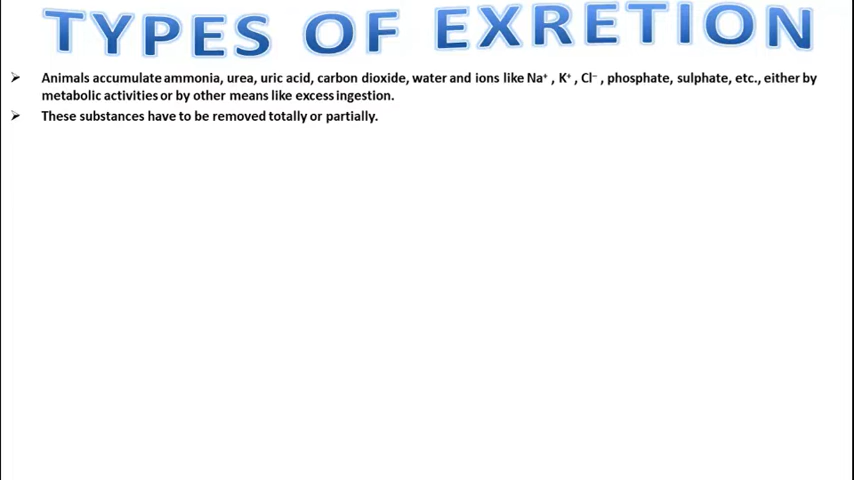 TYPES OF EXRETION
➢ Animals accumulate ammonia, urea, uric acid, carbon dioxide, water and ions like Na⁺ , K⁺ , Cl⁻ , phosphate, sulphate, etc., either by
metabolic activities or by other means like excess ingestion.
➢ These substances have to be removed totally or partially.